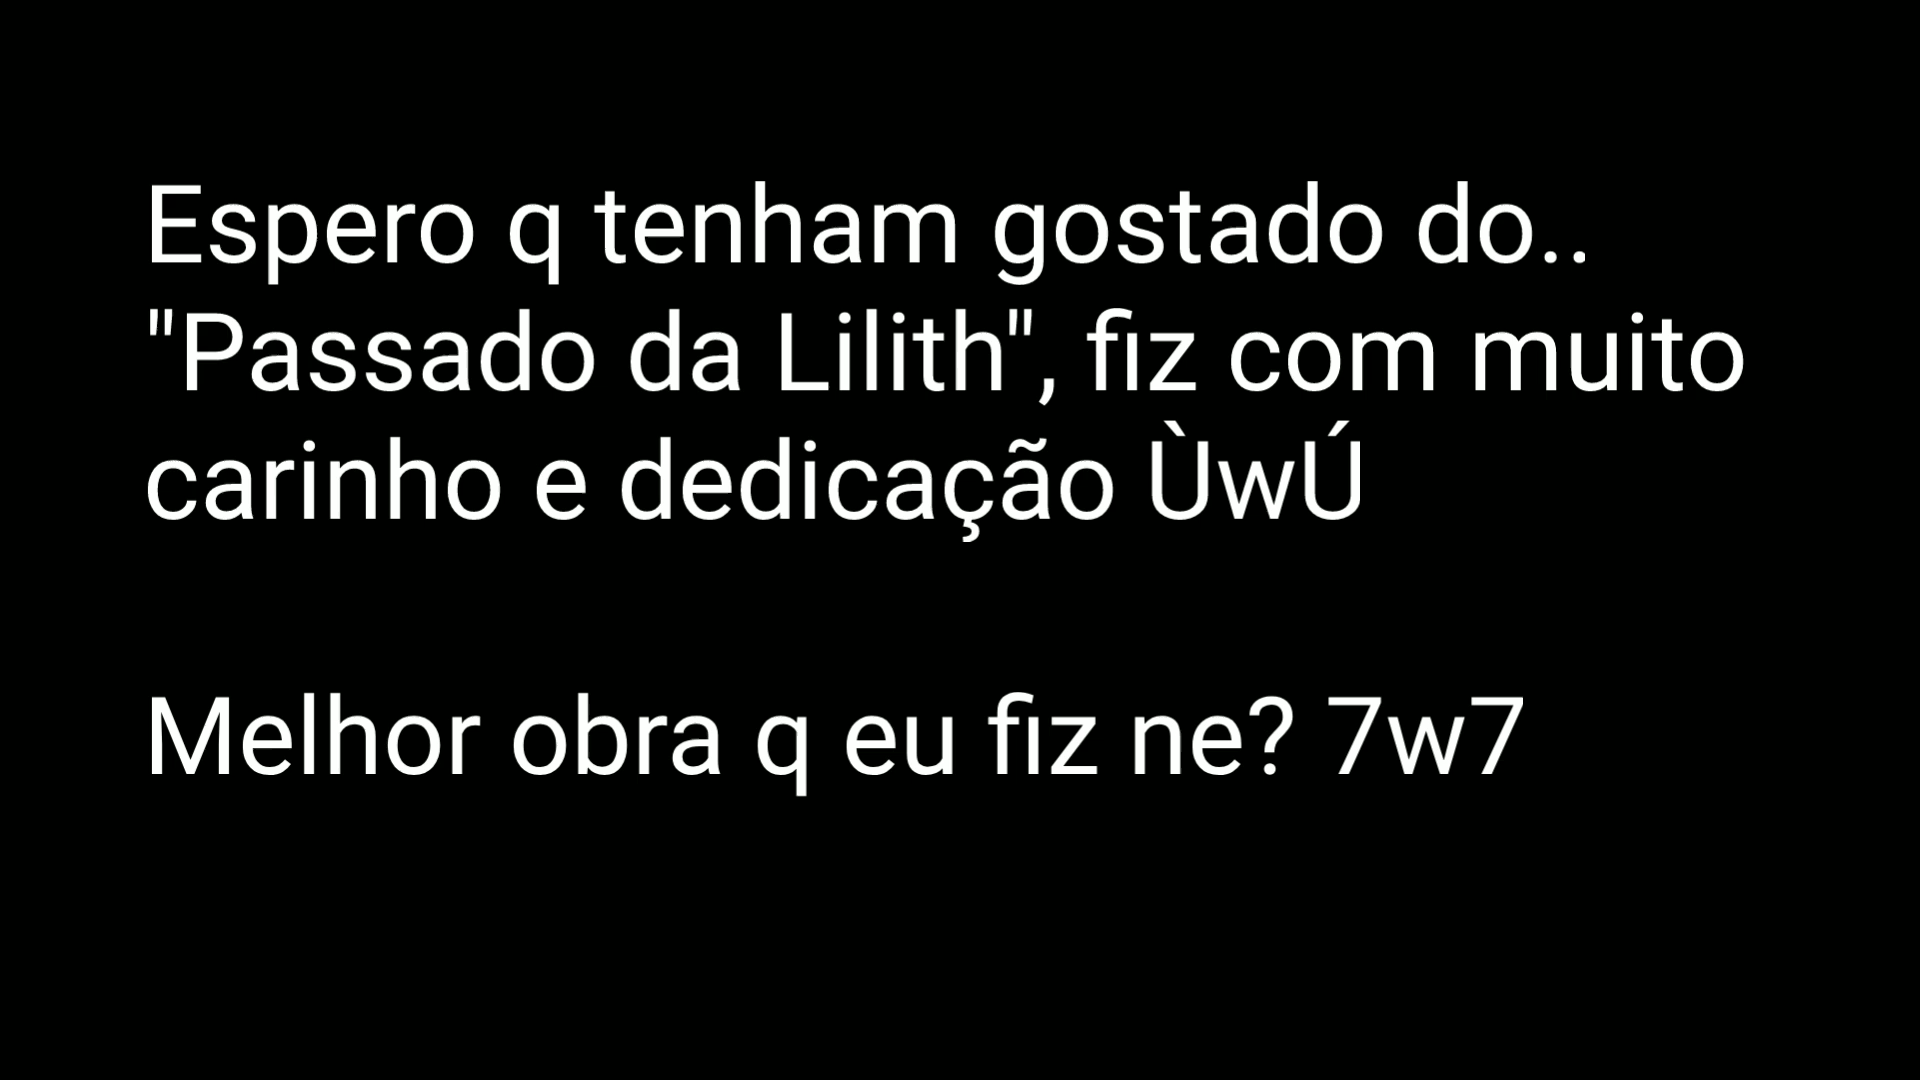 Espero q tenham gostado do..
"Passado da Lilith", fiz com muito
carinho e dedicação ÙwÚ
Melhor obra q eu fiz ne? 7w7